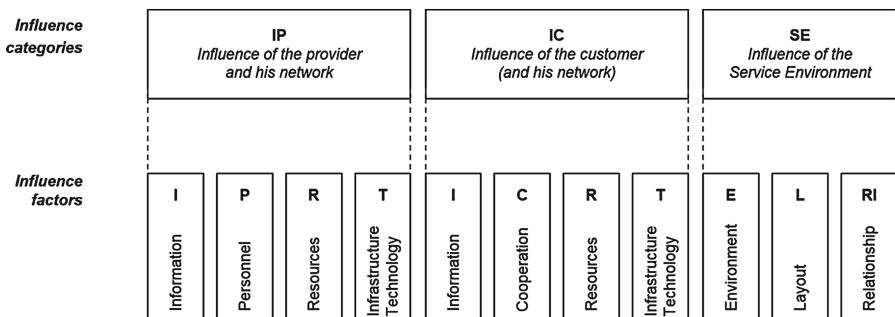 Influence
categories
IP
Influence of the provider
and his network
IC
Influence of the customer
(and his network)
SE
Influence of the
Service Environment
Influence
factors
I
Information
P
Personnel
R
Resources
T
Infrastructure
Technology
I
Information
C
Cooperation
R
Resources
T
Infrastructure
Technology
E
Environment
L
Layout
RI
Relationship